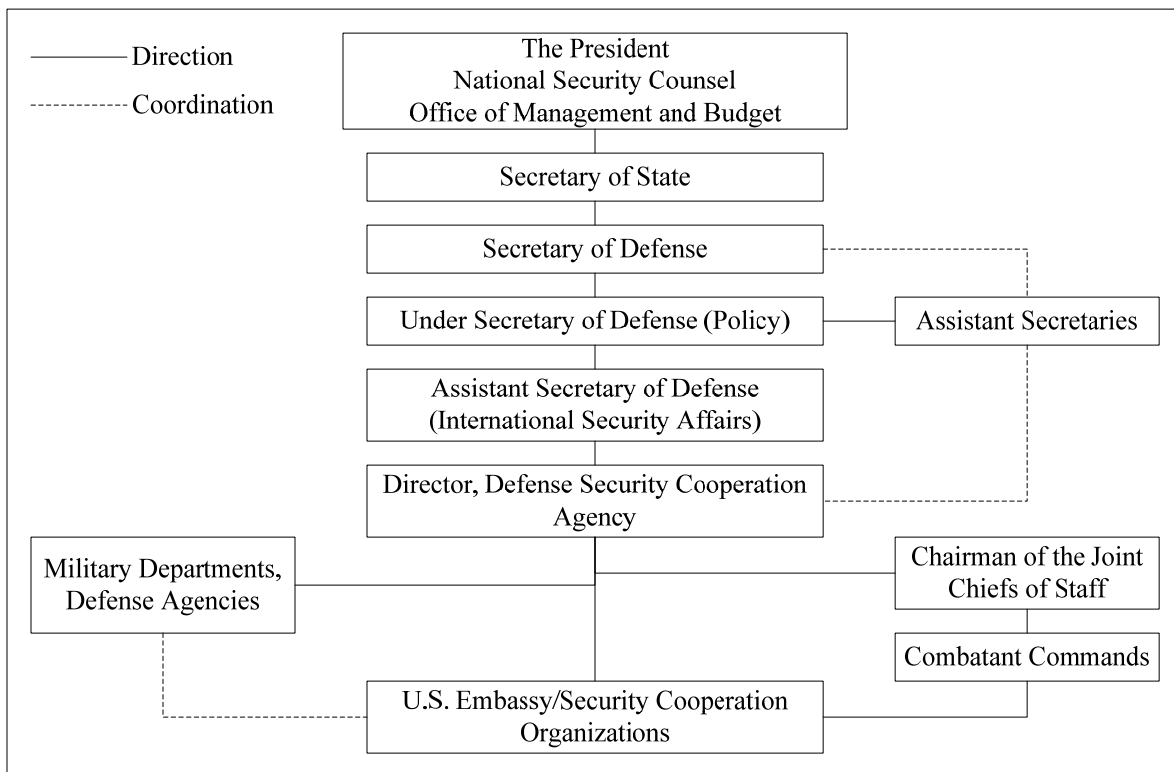 Direction
Coordination
The President
National Security Counsel
Office of Management and Budget
Secretary of State
Secretary of Defense
Under Secretary of Defense (Policy)
Assistant Secretaries
Assistant Secretary of Defense
(International Security Affairs)
Director, Defense Security Cooperation
Agency
Military Departments,
Defense Agencies
Chairman of the Joint
Chiefs of Staff
Combatant Commands
U.S. Embassy/Security Cooperation
Organizations